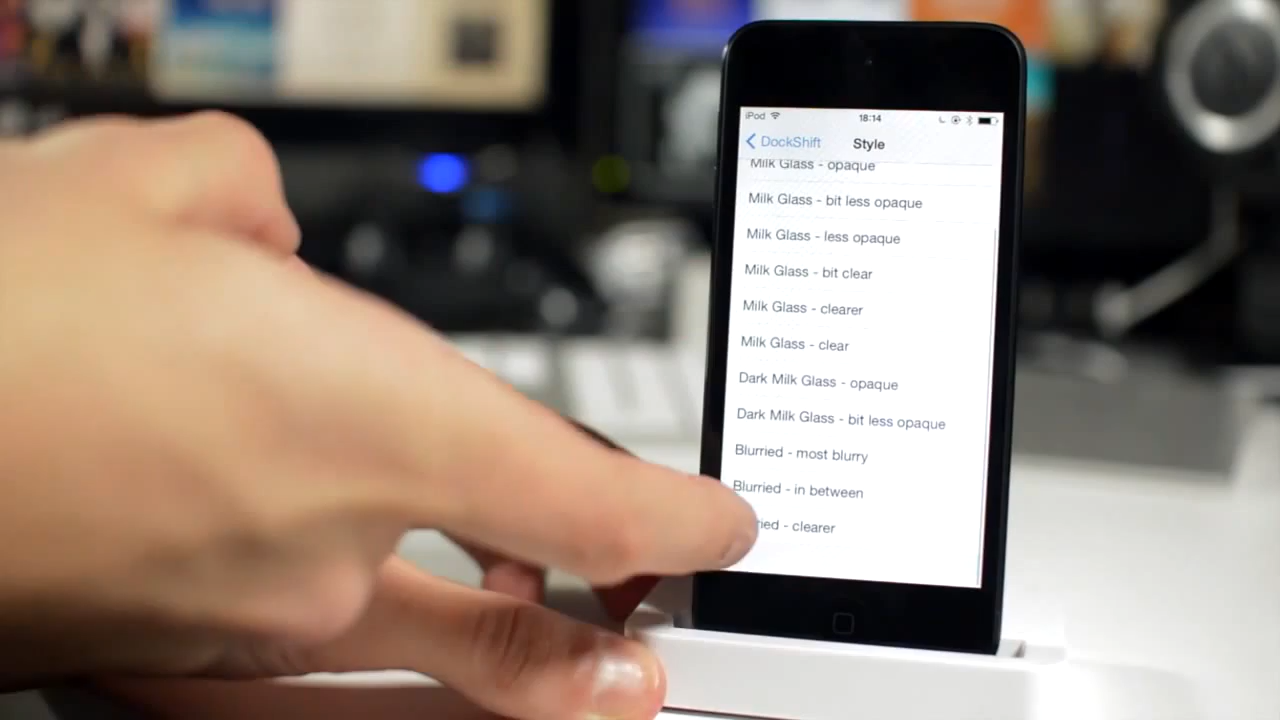 iPod 18:14
DockShift Style
Milk Glass - opaque
Milk Glass - bit less opaque
Milk Glass - less opaque
Milk Glass - bit clear
Milk Glass - clearer
Milk Glass - clear
Dark Milk Glass - opaque
Dark Milk Glass - bit less opaque
Blurried - most blurry
Blurried - in between
ried - clearer